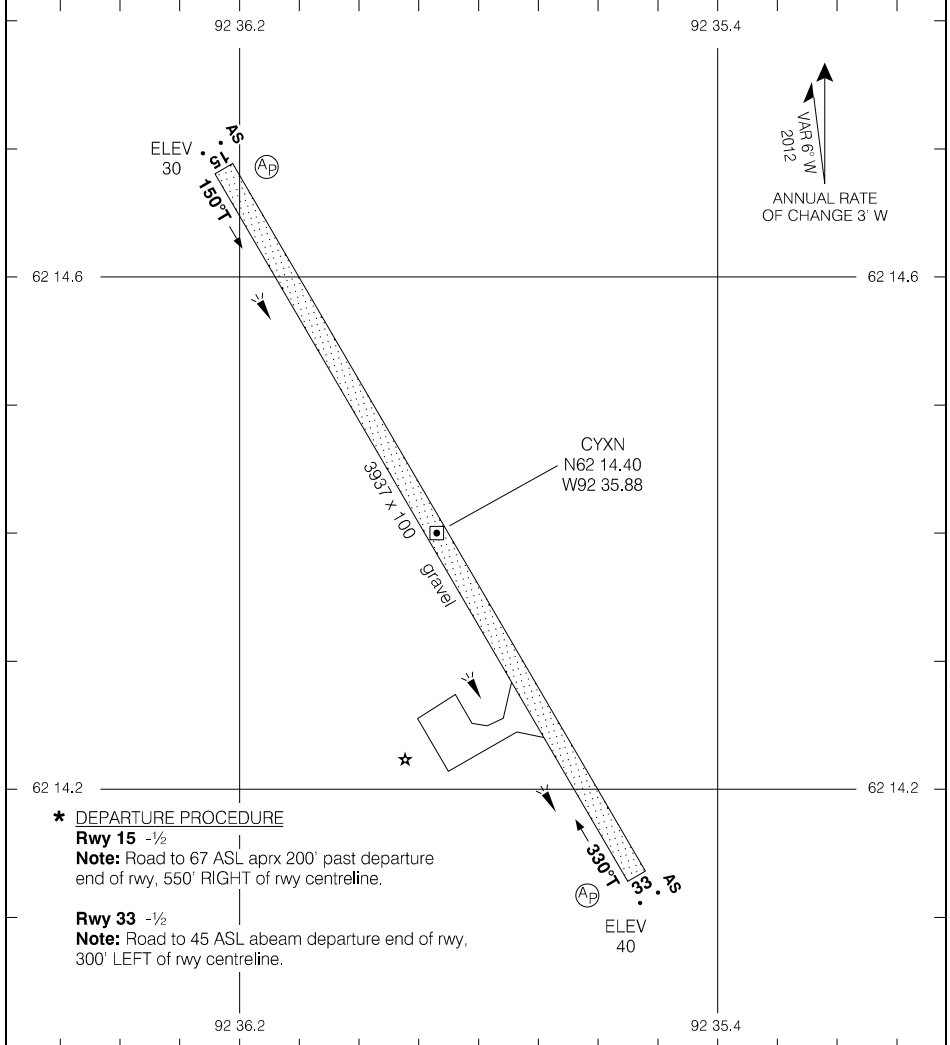 92 36.2
92 35.4
VAR 6° W
2012
ANNUAL RATE
OF CHANGE 3' W
AS
ELEV
30
15
AP
150°T
62 14.6
62 14.6
CYXN
N62 14.40
W92 35.88
3937 x 100
gravel
62 14.2
62 14.2
* DEPARTURE PROCEDURE
Rwy 15 -½
Note: Road to 67 ASL aprx 200' past departure
end of rwy, 550' RIGHT of rwy centreline.
Rwy 33 -½
Note: Road to 45 ASL abeam departure end of rwy,
300' LEFT of rwy centreline.
330°T
33
AS
AP
ELEV
40
92 36.2
92 35.4